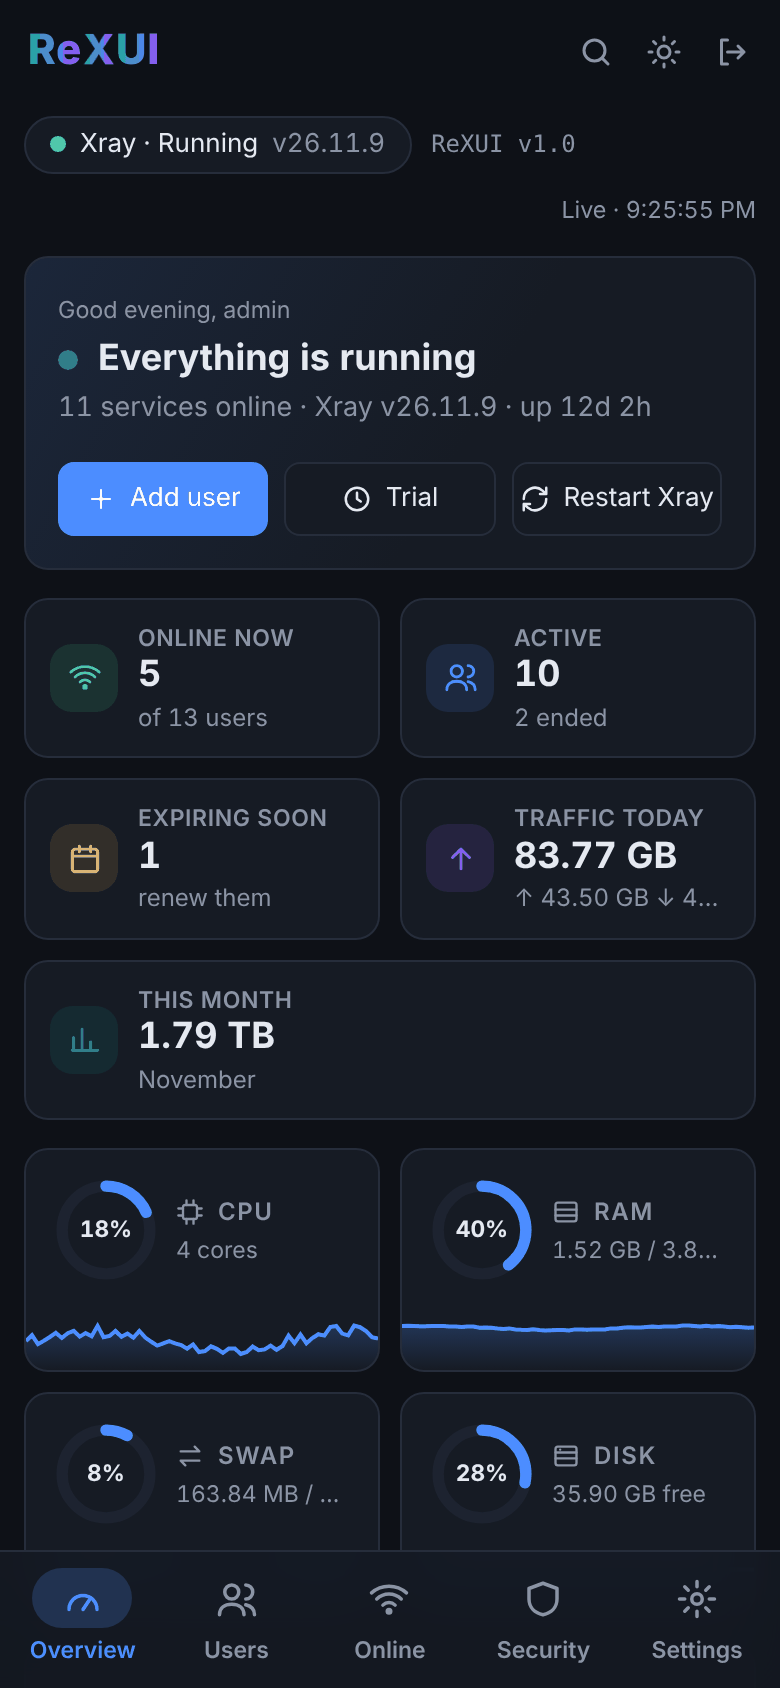 ReXUI
Xray · Running v26.11.9
ReXUI v1.0
Live · 9:25:55 PM
Good evening, admin
Everything is running
11 services online · Xray v26.11.9 · up 12d 2h
Add user
Trial
Restart Xray
ONLINE NOW
5
of 13 users
ACTIVE
10
2 ended
EXPIRING SOON
1
renew them
TRAFFIC TODAY
83.77 GB
↑ 43.50 GB ↓ 4...
THIS MONTH
1.79 TB
November
18%
CPU
4 cores
40%
RAM
1.52 GB / 3.8...
8%
SWAP
163.84 MB / ...
28%
DISK
35.90 GB free
Overview
Users
Online
Security
Settings